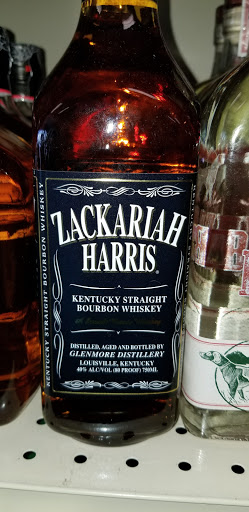 ZACKARIAH
HARRIS®
KENTUCKY STRAIGHT
BOURBON WHISKEY
DISTILLED, AGED AND BOTTLED BY
GLENMORE DISTILLERY
LOUISVILLE, KENTUCKY
40% ALC/VOL (80 PROOF) 750ML
KENTUCKY STRAIGHT BOURBON WHISKEY